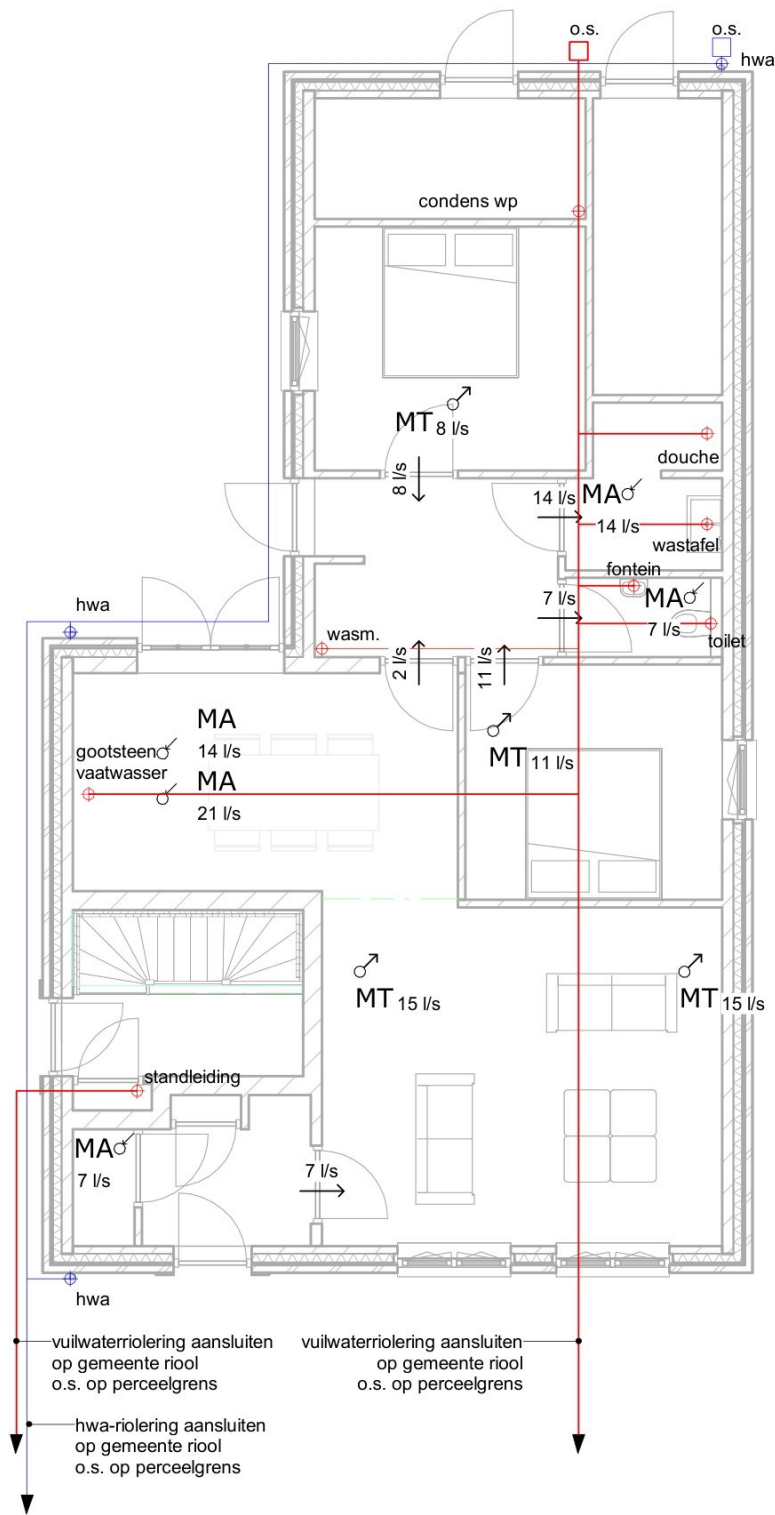 o.s.
o.s.
hwa
condens wp
MT 8 l/s
8 l/s
douche
14 l/s
MA
14 l/s
wastafel
fontein
hwa
7 l/s
MA
7 l/s
toilet
wasm.
2 l/s
11 l/s
MA
14 l/s
gootsteen
vaatwasser
MA
21 l/s
MT 11 l/s
MT 15 l/s
MT 15 l/s
standleiding
MA
7 l/s
7 l/s
hwa
vuilwaterriolering aansluiten
op gemeente riool
o.s. op perceelgrens
vuilwaterriolering aansluiten
op gemeente riool
o.s. op perceelgrens
hwa-riolering aansluiten
op gemeente riool
o.s. op perceelgrens